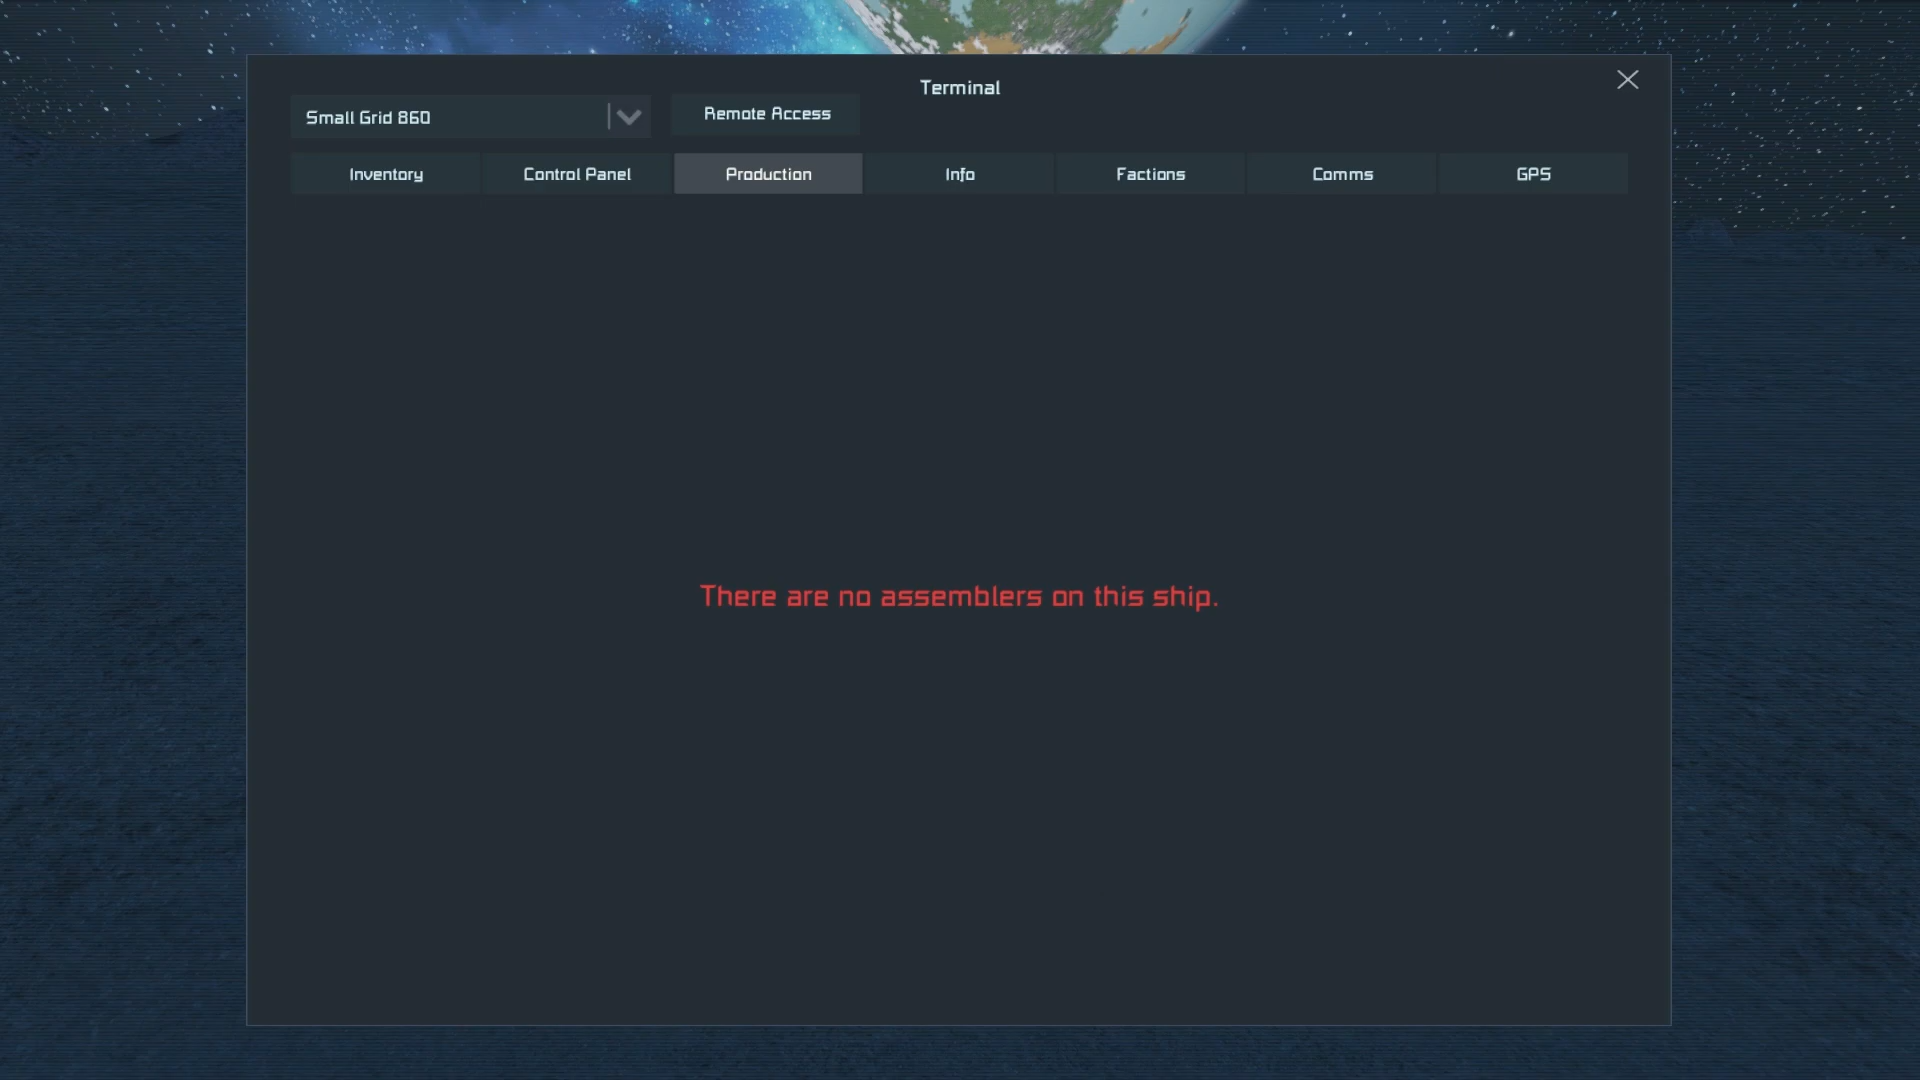 Terminal
Small Grid 860
Remote Access
Inventory
Control Panel
Production
Info
Factions
Comms
GPS
There are no assemblers on this ship.